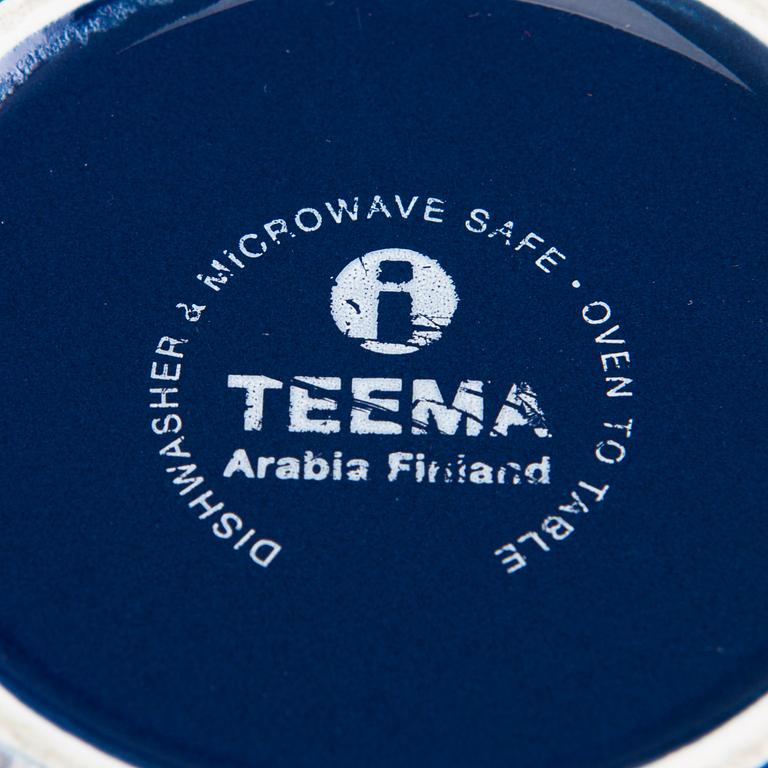 DISHWASHER & MICROWAVE SAFE • OVEN TO TABLE
i
TEEMA
Arabia Finland